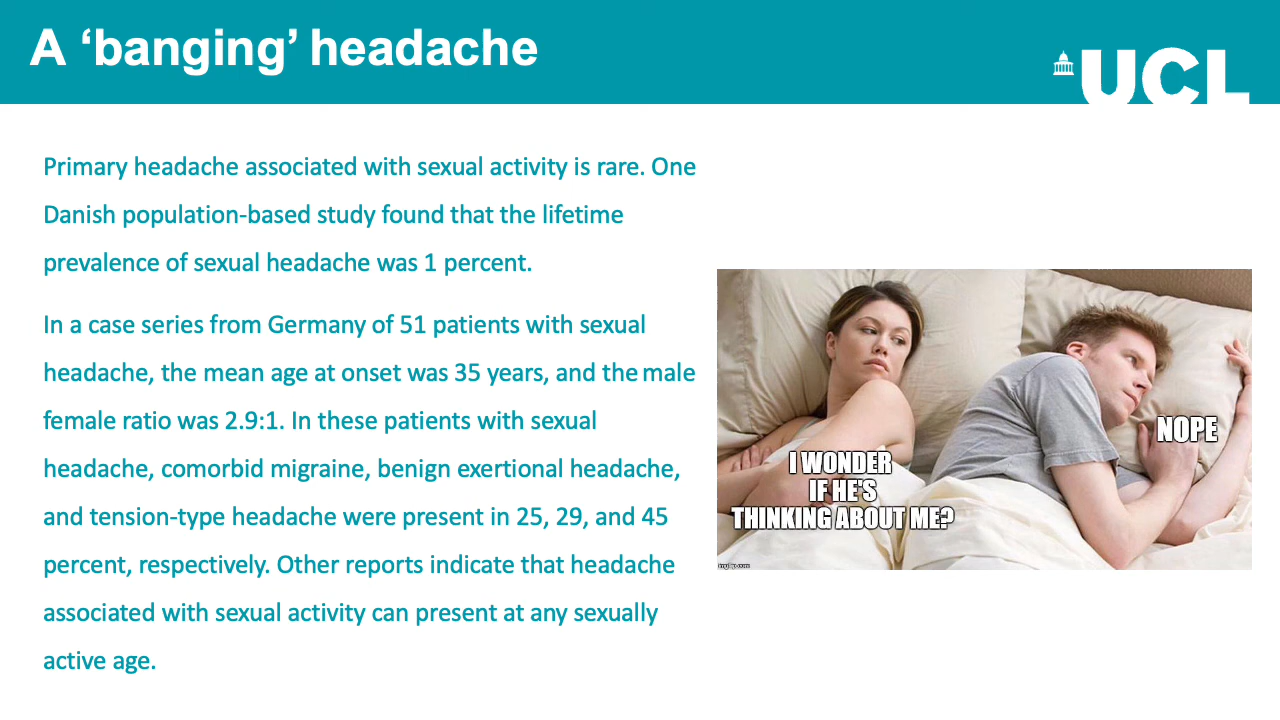 A ‘banging’ headache
UCL
Primary headache associated with sexual activity is rare. One
Danish population-based study found that the lifetime
prevalence of sexual headache was 1 percent.
In a case series from Germany of 51 patients with sexual
headache, the mean age at onset was 35 years, and the male
female ratio was 2.9:1. In these patients with sexual
headache, comorbid migraine, benign exertional headache,
and tension-type headache were present in 25, 29, and 45
percent, respectively. Other reports indicate that headache
associated with sexual activity can present at any sexually
active age.
I WONDER
IF HE'S
THINKING ABOUT ME?
NOPE
imgflip.com